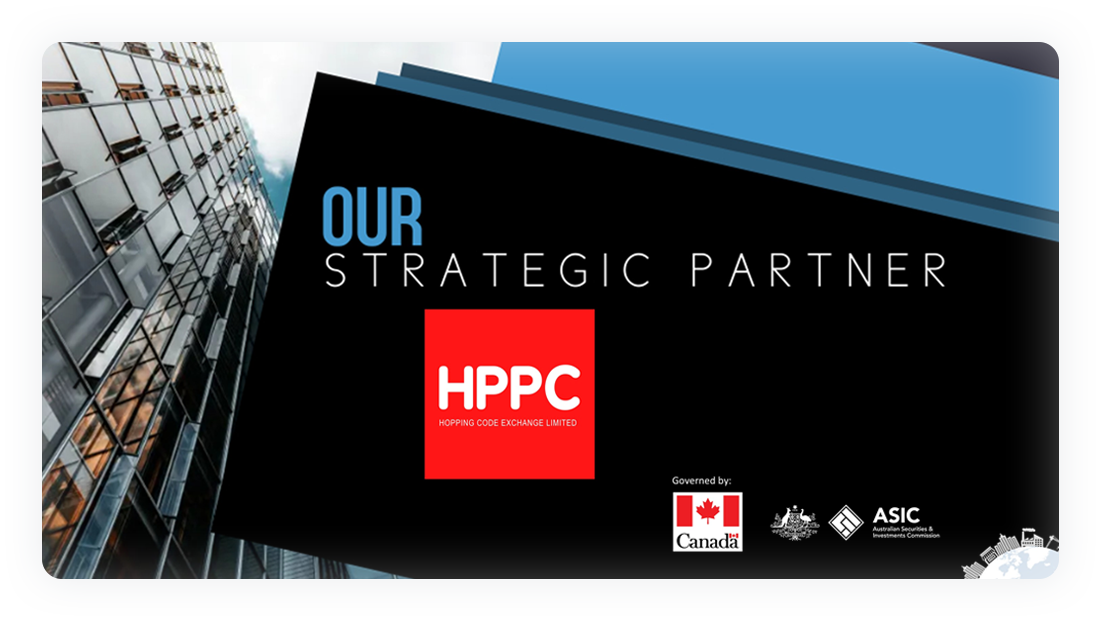 OUR
STRATEGIC PARTNER
HPPC
HOPPING CODE EXCHANGE LIMITED
Governed by:
Canada
ASIC
Australian Securities &
Investments Commission